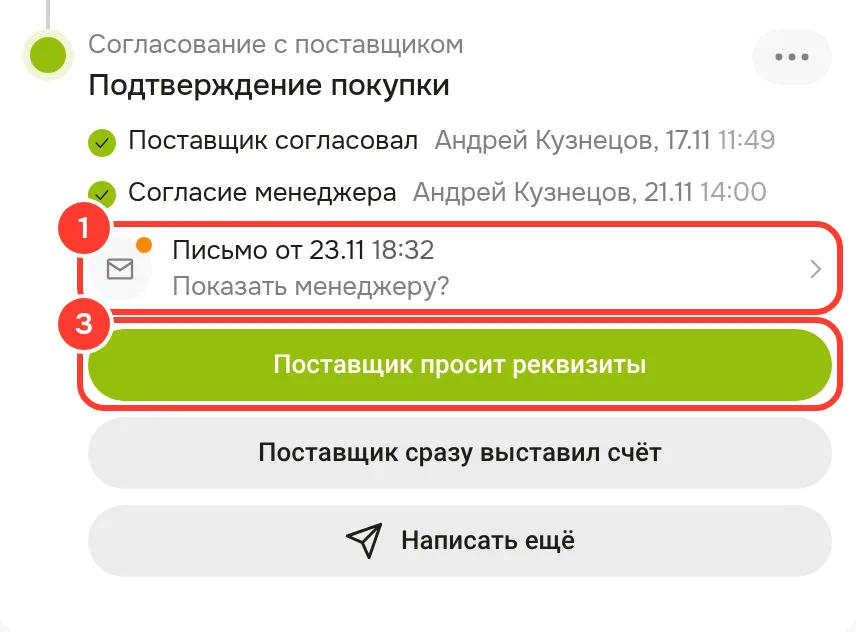 Согласование с поставщиком
Подтверждение покупки
Поставщик согласовал Андрей Кузнецов, 17.11 11:49
Согласие менеджера Андрей Кузнецов, 21.11 14:00
1
Письмо от 23.11 18:32
Показать менеджеру?
3
Поставщик просит реквизиты
Поставщик сразу выставил счёт
Написать ещё